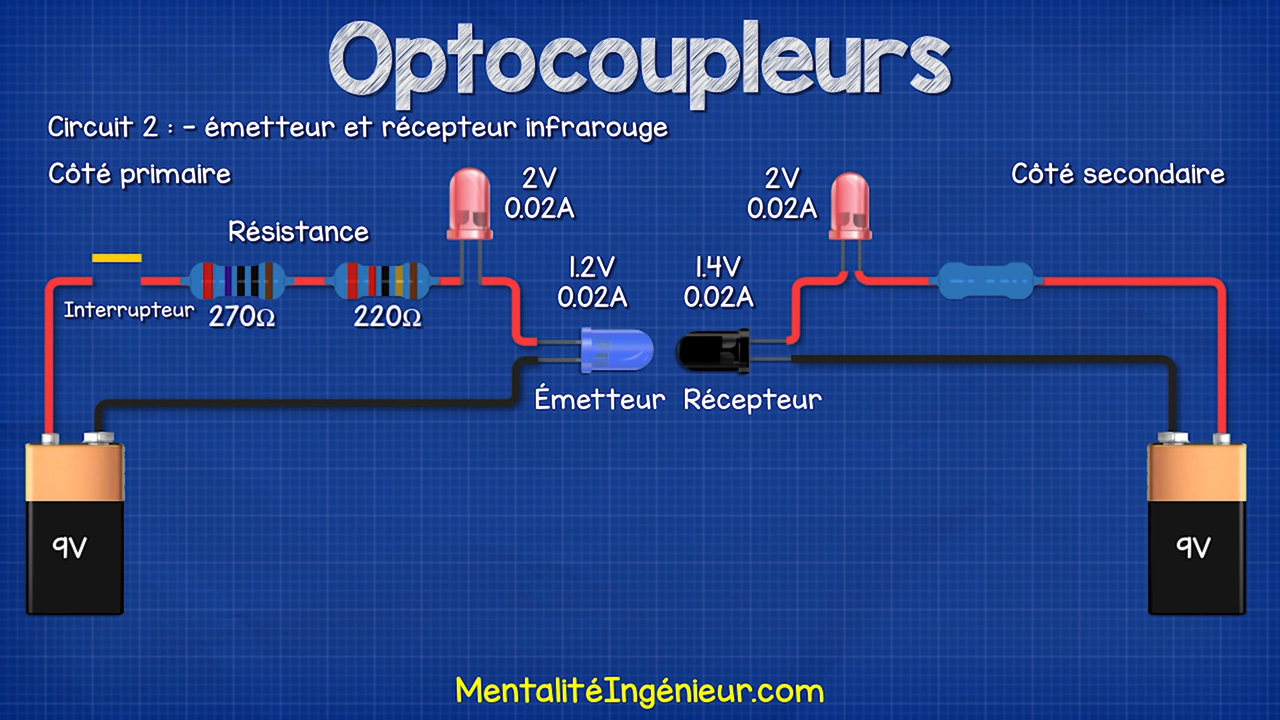 Optocoupleurs
Circuit 2 : - émetteur et récepteur infrarouge
Côté primaire
Côté secondaire
2V
0.02A
2V
0.02A
Résistance
1.2V
0.02A
1.4V
0.02A
Interrupteur
270Ω
220Ω
Émetteur
Récepteur
9V
9V
MentalitéIngénieur.com